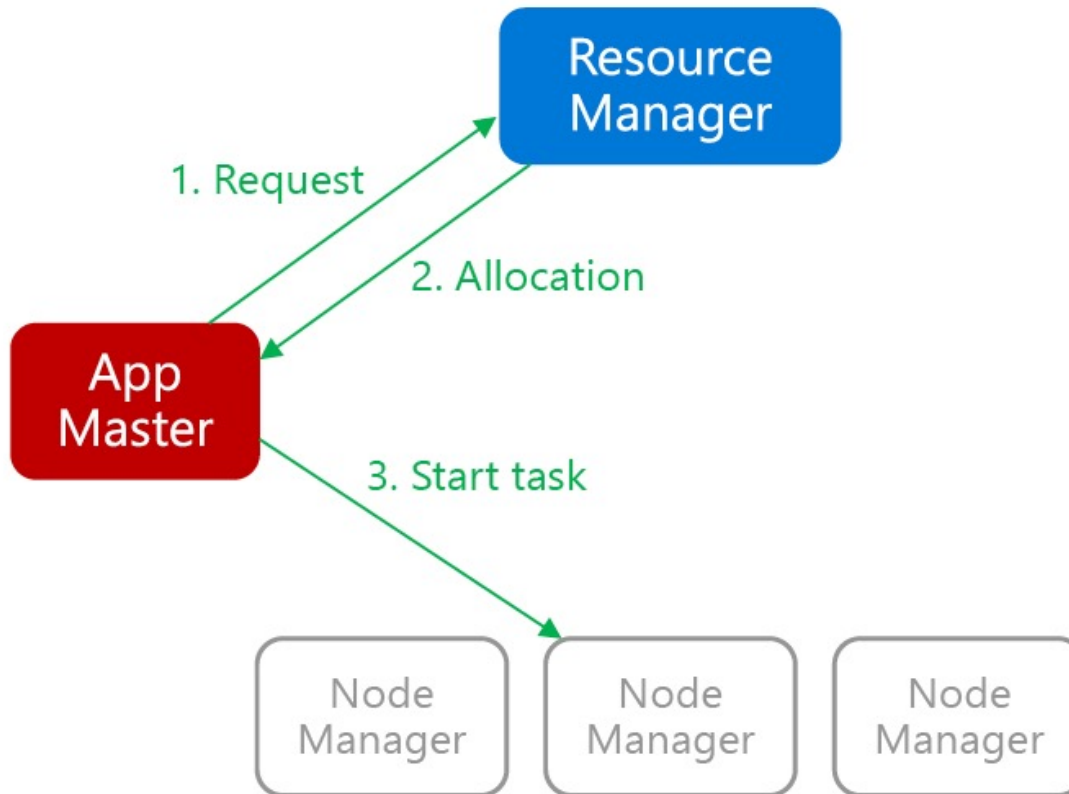 Resource
Manager
1. Request
2. Allocation
App
Master
3. Start task
Node
Manager
Node
Manager
Node
Manager